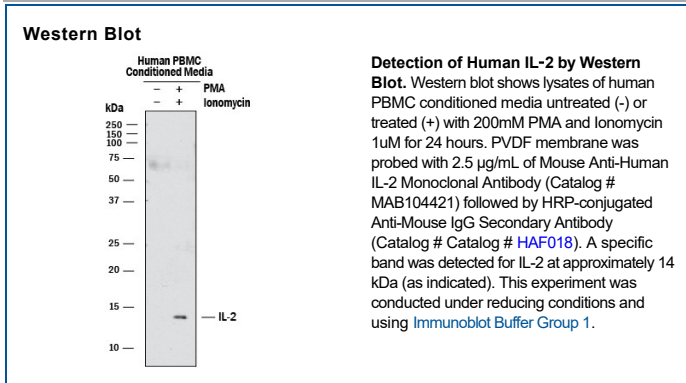 Western Blot
Human PBMC
Conditioned Media
– + PMA
– + Ionomycin
kDa
250
150
100
75
50
37
25
20
15
IL-2
10
Detection of Human IL-2 by Western
Blot. Western blot shows lysates of human
PBMC conditioned media untreated (-) or
treated (+) with 200mM PMA and Ionomycin
1uM for 24 hours. PVDF membrane was
probed with 2.5 µg/mL of Mouse Anti-Human
IL-2 Monoclonal Antibody (Catalog #
MAB104421) followed by HRP-conjugated
Anti-Mouse IgG Secondary Antibody
(Catalog # Catalog # HAF018). A specific
band was detected for IL-2 at approximately 14
kDa (as indicated). This experiment was
conducted under reducing conditions and
using Immunoblot Buffer Group 1.